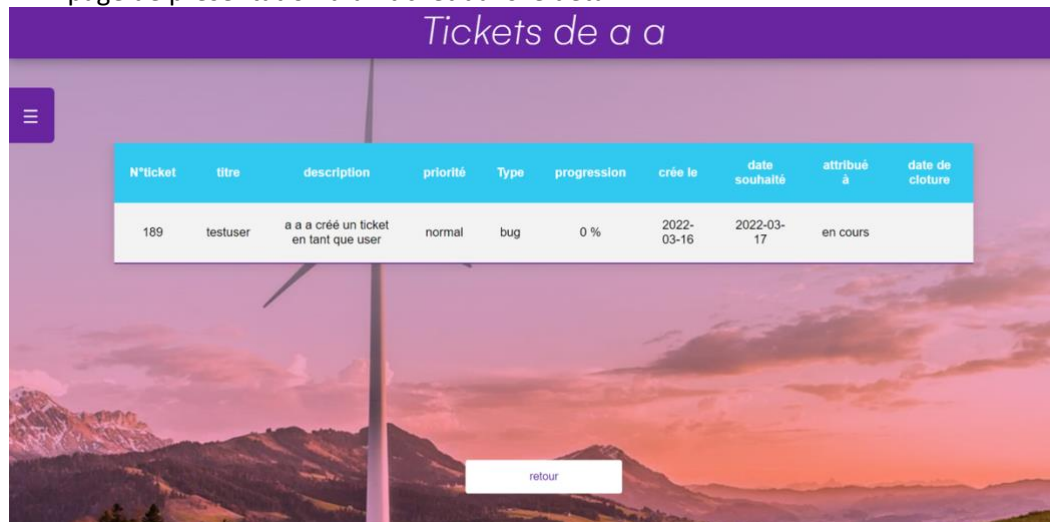 Tickets de a a
N°ticket titre description priorité Type progression crée le date souhaité attribué à date de cloture
189 testuser a a a créé un ticket en tant que user normal bug 0 % 2022-03-16 2022-03-17 en cours
retour